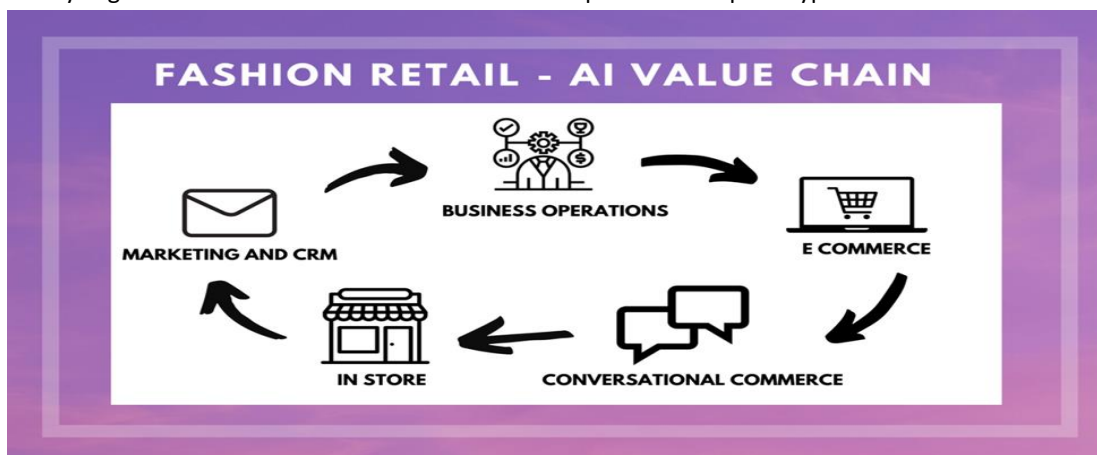 FASHION RETAIL - AI VALUE CHAIN
BUSINESS OPERATIONS
E COMMERCE
MARKETING AND CRM
IN STORE
CONVERSATIONAL COMMERCE